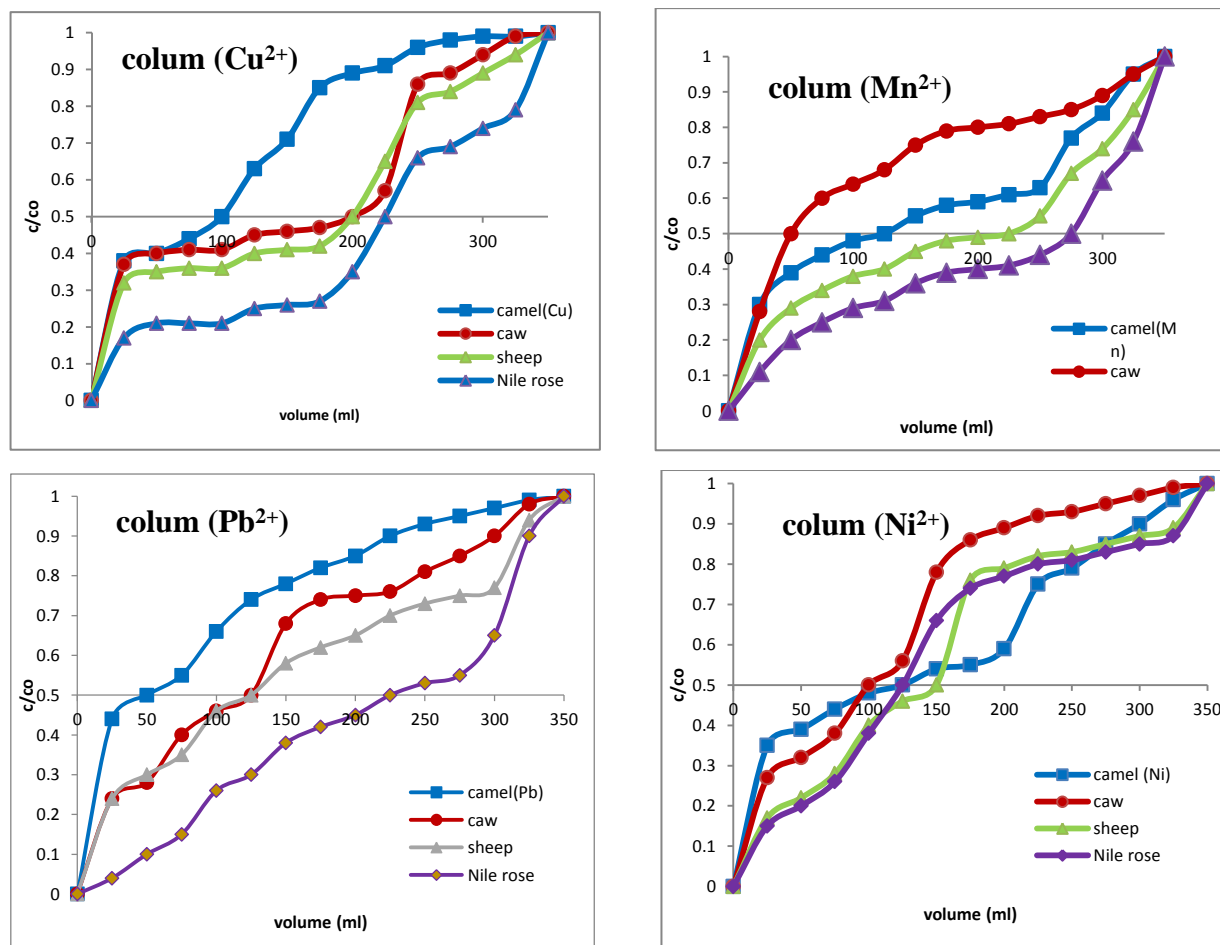 colum (Cu²⁺)
1
0.9
0.8
0.7
0.6
0.5
0.4
0.3
0.2
0.1
0
0 100 200 300
c/co
volume (ml)
camel(Cu)
caw
sheep
Nile rose
colum (Mn²⁺)
1
0.9
0.8
0.7
0.6
0.5
0.4
0.3
0.2
0.1
0
0 100 200 300
c/co
volume (ml)
camel(M
n)
caw
colum (Pb²⁺)
1
0.9
0.8
0.7
0.6
0.5
0.4
0.3
0.2
0.1
0
0 50 100 150 200 250 300 350
c/co
volume (ml)
camel(Pb)
caw
sheep
Nile rose
colum (Ni²⁺)
1
0.9
0.8
0.7
0.6
0.5
0.4
0.3
0.2
0.1
0
0 50 100 150 200 250 300 350
c/co
volume (ml)
camel (Ni)
caw
sheep
Nile rose